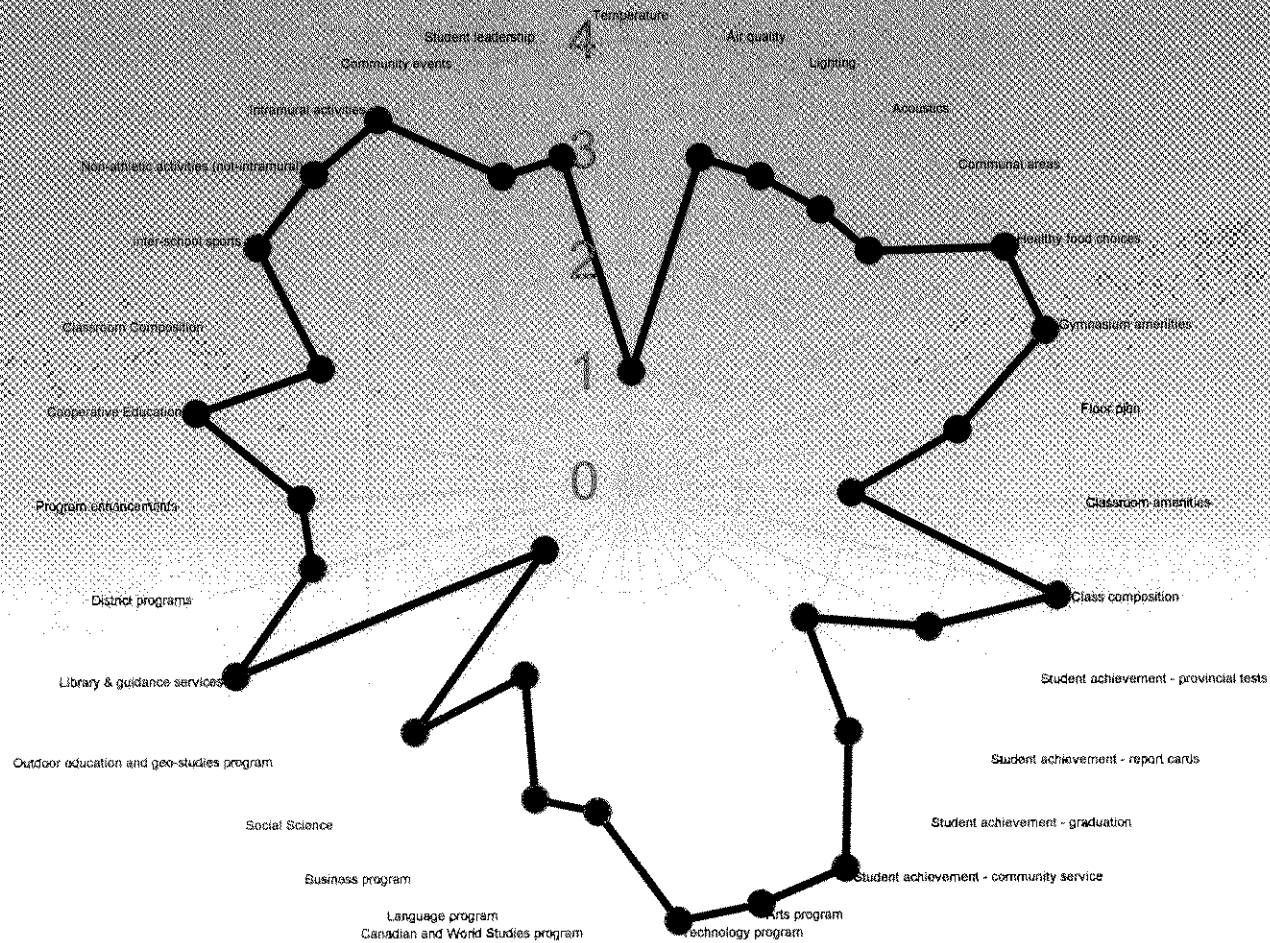 Temperature
Student leadership
4
Air quality
Community events
Lighting
Intramural activities
Acoustics
3
Non-athletic activities (not-intramural)
Communal areas
Inter-school sports
Healthy food choices
2
Classroom Composition
Gymnasium amenities
1
Cooperative Education
Floor plan
0
Program enhancements
Classroom amenities
District programs
Class composition
Library & guidance services
Student achievement - provincial tests
Outdoor education and geo-studies program
Student achievement - report cards
Social Science
Student achievement - graduation
Business program
Student achievement - community service
Language program
Arts program
Canadian and World Studies program
Technology program